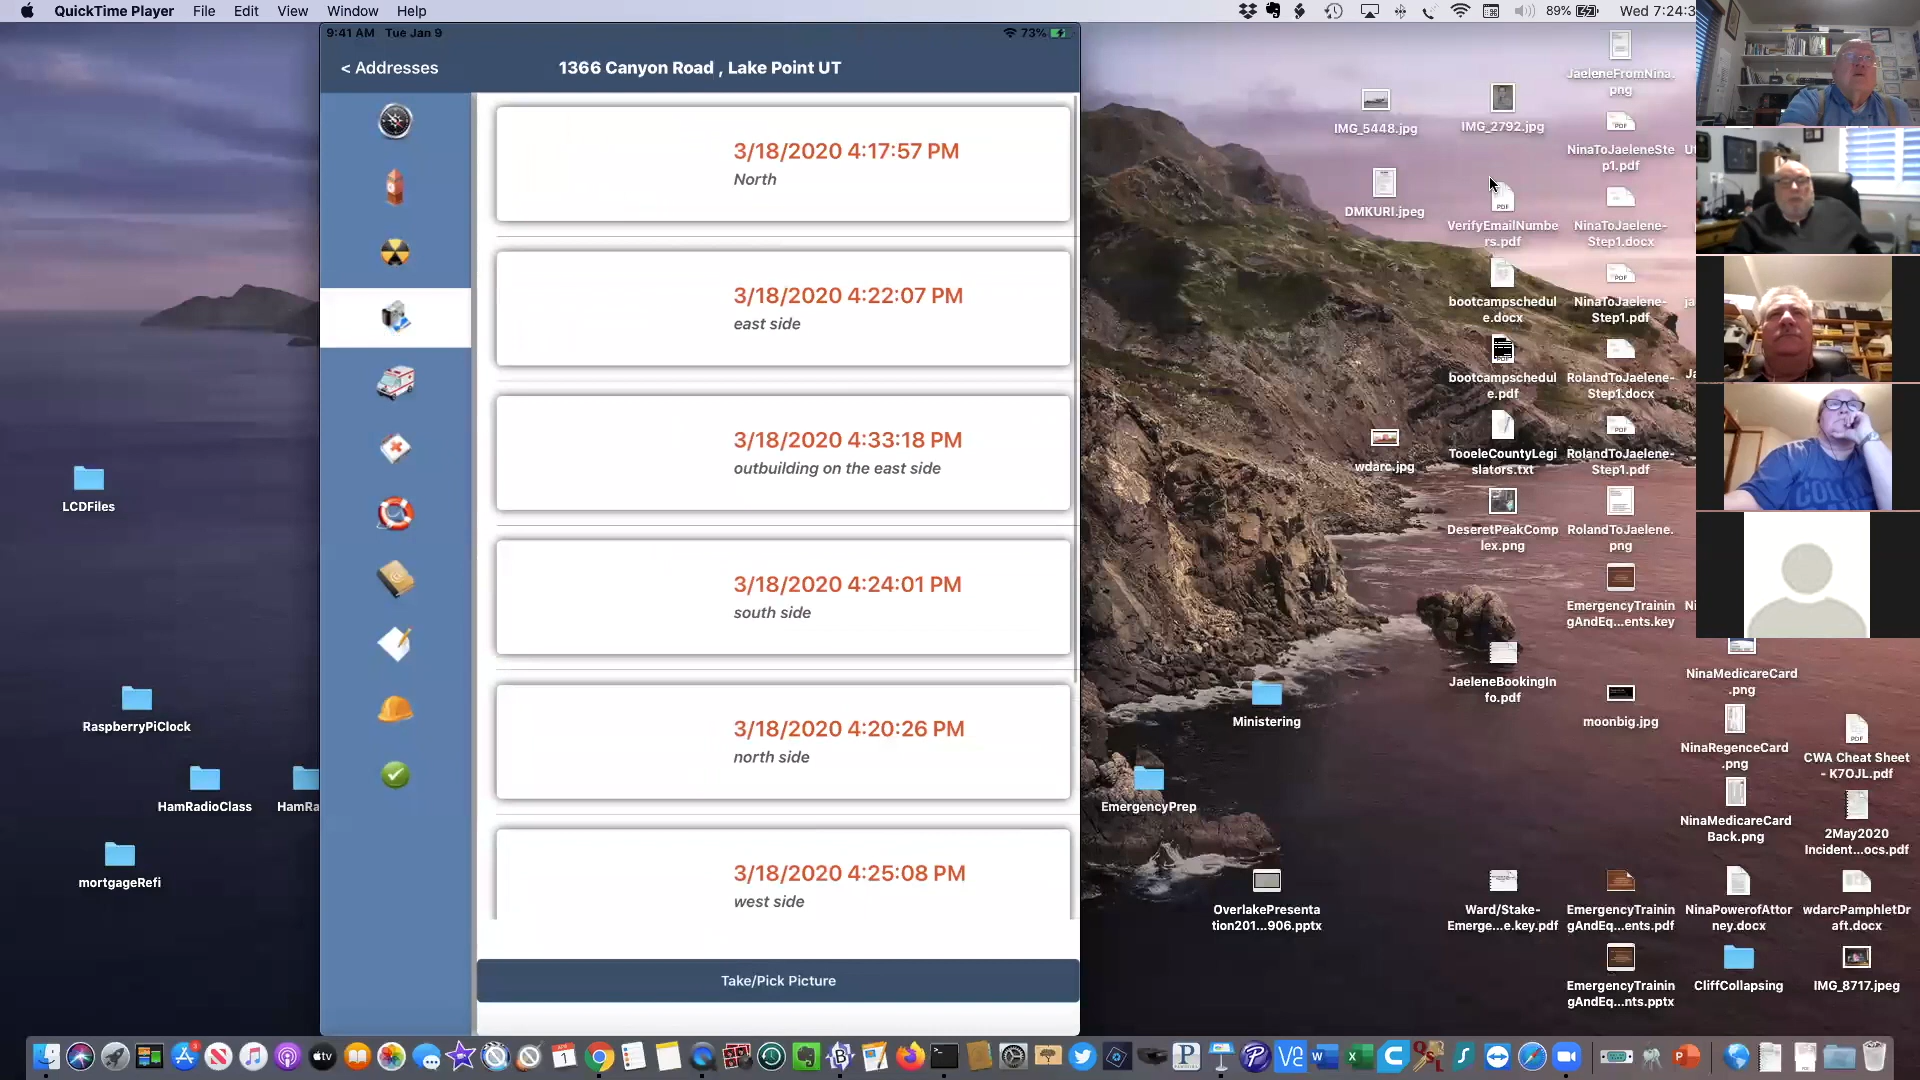 QuickTime Player File Edit View Window Help
89% Wed 7:24:3
9:41 AM Tue Jan 9
73%
< Addresses
1366 Canyon Road , Lake Point UT
3/18/2020 4:17:57 PM
North
3/18/2020 4:22:07 PM
east side
3/18/2020 4:33:18 PM
outbuilding on the east side
3/18/2020 4:24:01 PM
south side
3/18/2020 4:20:26 PM
north side
3/18/2020 4:25:08 PM
west side
Take/Pick Picture
LCDFiles
RaspberryPiClock
HamRadioClass
HamRa
mortgageRefi
IMG_5448.jpg
IMG_2792.jpg
JaeleneFromNina.
png
DMKURI.jpeg
VerifyEmailNumbe
rs.pdf
NinaToJaeleneSte
p1.pdf
NinaToJaelene-
Step1.docx
bootcampschedul
e.docx
NinaToJaelene-
Step1.pdf
bootcampschedul
e.pdf
RolandToJaelene-
Step1.docx
wdarc.jpg
TooeleCountyLegi
slators.txt
RolandToJaelene-
Step1.pdf
DeseretPeakComp
lex.png
RolandToJaelene.
png
EmergencyTrainin
gAndEq...ents.key
JaeleneBookingIn
fo.pdf
Ministering
moonbig.jpg
NinaMedicareCard
.png
NinaRegenceCard
.png
CWA Cheat Sheet
- K7OJL.pdf
EmergencyPrep
NinaMedicareCard
Back.png
2May2020
Incident...ocs.pdf
OverlakePresenta
tion201...906.pptx
Ward/Stake-
Emerge...e.key.pdf
EmergencyTrainin
gAndEq...ents.pdf
NinaPowerofAttor
ney.docx
wdarcPamphletDr
aft.docx
EmergencyTrainin
gAndEq...nts.pptx
CliffCollapsing
IMG_8717.jpeg